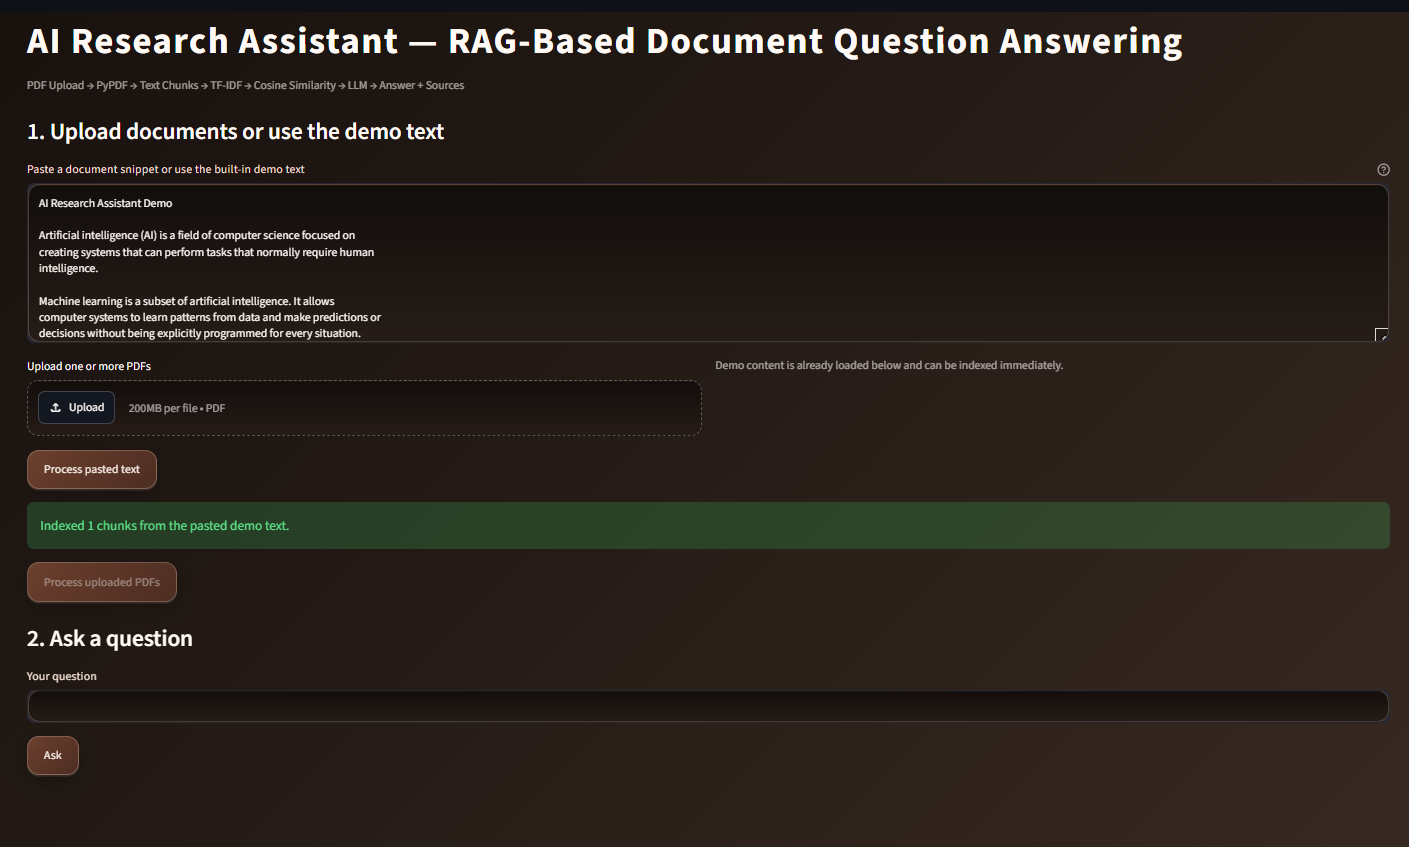 AI Research Assistant — RAG-Based Document Question Answering
PDF Upload → PyPDF → Text Chunks → TF-IDF → Cosine Similarity → LLM → Answer + Sources
1. Upload documents or use the demo text
Paste a document snippet or use the built-in demo text
AI Research Assistant Demo
Artificial intelligence (AI) is a field of computer science focused on
creating systems that can perform tasks that normally require human
intelligence.
Machine learning is a subset of artificial intelligence. It allows
computer systems to learn patterns from data and make predictions or
decisions without being explicitly programmed for every situation.
Upload one or more PDFs
Demo content is already loaded below and can be indexed immediately.
Upload
200MB per file • PDF
Process pasted text
Indexed 1 chunks from the pasted demo text.
Process uploaded PDFs
2. Ask a question
Your question
Ask